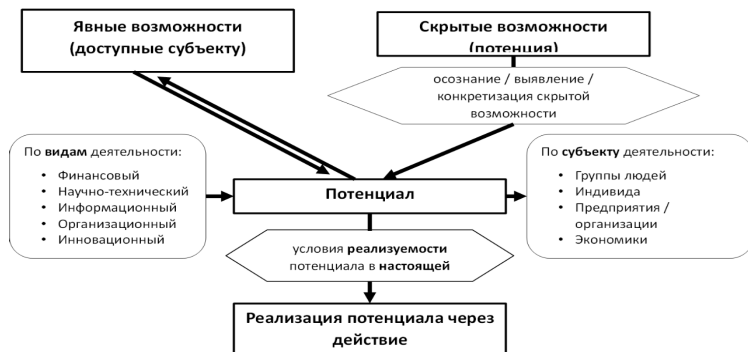 Явные возможности
(доступные субъекту)
Скрытые возможности
(потенция)
осознание / выявление /
конкретизация скрытой
возможности
По видам деятельности:
• Финансовый
• Научно-технический
• Информационный
• Организационный
• Инновационный
Потенциал
По субъекту деятельности:
• Группы людей
• Индивида
• Предприятия /
организации
• Экономики
условия реализуемости
потенциала в настоящей
Реализация потенциала через
действие